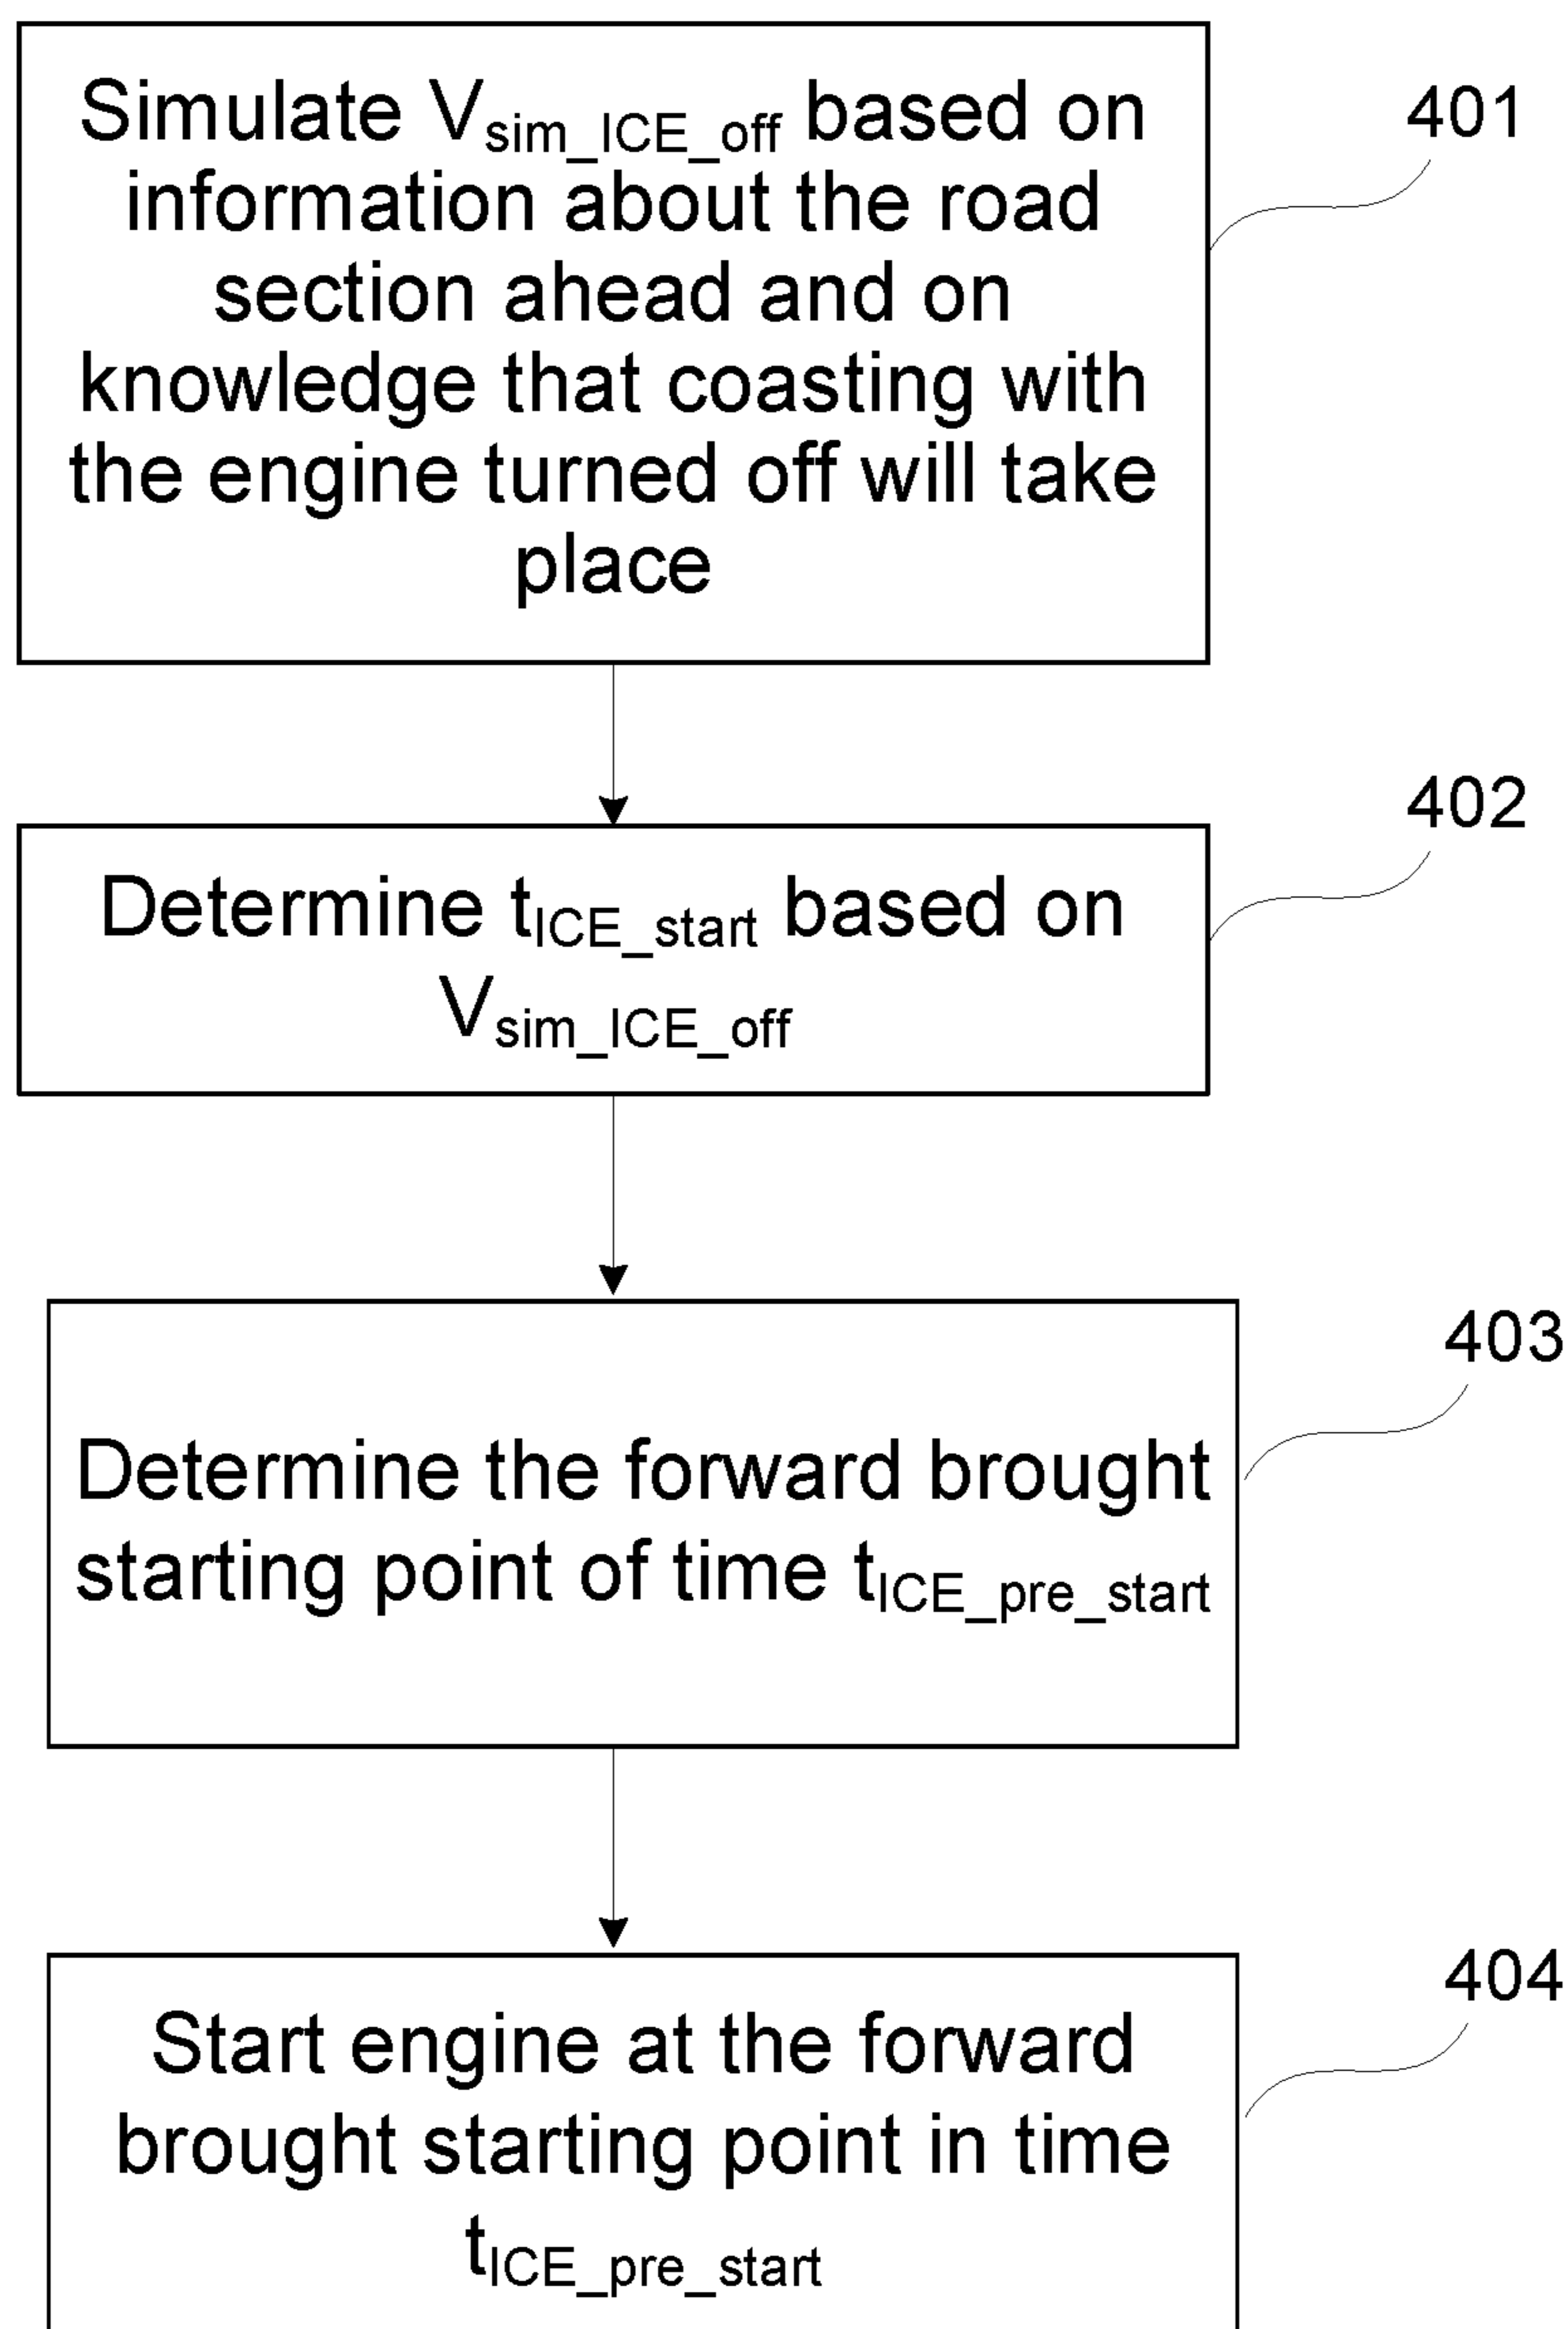 Simulate Vsim_ICE_off based on
401
information about the road
section ahead and on
knowledge that coasting with
the engine turned off will take
place
402
Determine tICE_start based on
Vsim_ICE_off
403
Determine the forward brought
starting point of time tICE_pre_start
404
Start engine at the forward
brought starting point in time
tICE_pre_start